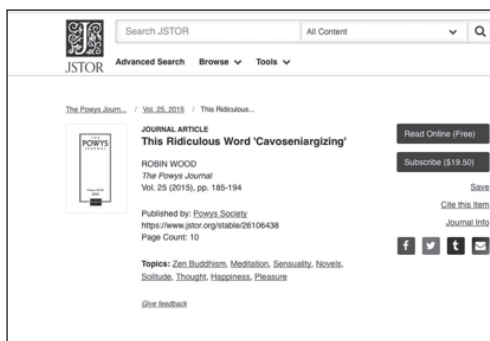 Search JSTOR
All Content
JSTOR
Advanced Search Browse Tools
The Powys Journ... / Vol. 25, 2015 / This Ridiculous...
THE
POWYS
JOURNAL
JOURNAL ARTICLE
This Ridiculous Word 'Cavoseniargizing'
ROBIN WOOD
The Powys Journal
Vol. 25 (2015), pp. 185-194
Published by: Powys Society
https://www.jstor.org/stable/26106438
Page Count: 10
Topics: Zen Buddhism, Meditation, Sensuality, Novels,
Solitude, Thought, Happiness, Pleasure
Give feedback
Read Online (Free)
Subscribe ($19.50)
Save
Cite this Item
Journal Info